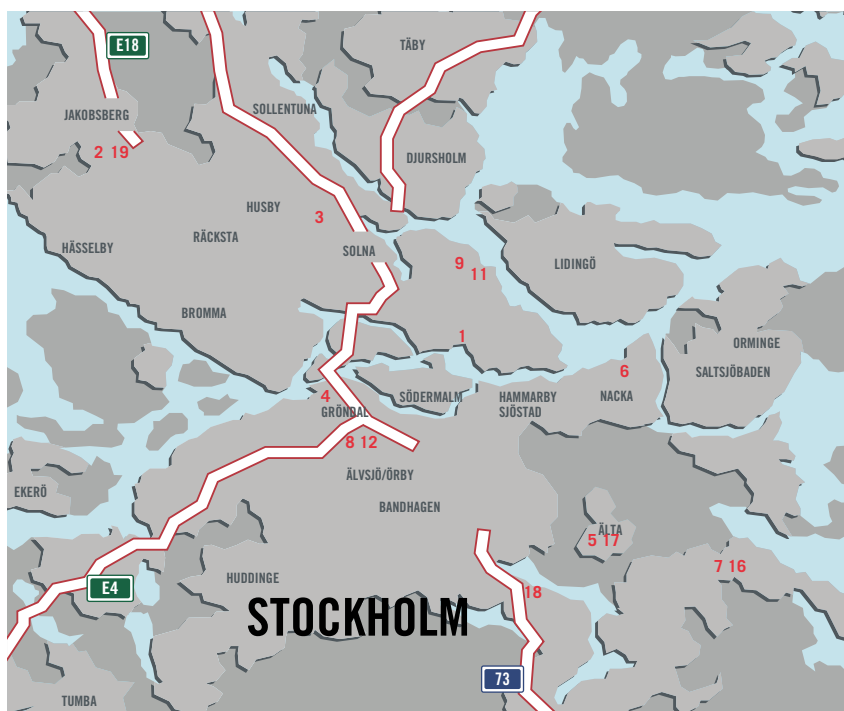 E18
TÄBY
JAKOBSBERG
SOLLENTUNA
2 19
DJURSHOLM
HUSBY
3
RÄCKSTA
HÄSSELBY
SOLNA
9
11
LIDINGÖ
BROMMA
1
ORMINGE
6
SALTSJÖBADEN
4
SÖDERMALM
HAMMARBY
SJÖSTAD
NACKA
GRÖNDAL
8 12
ÄLVSJÖ/ÖRBY
EKERÖ
BANDHAGEN
ÄLTA
5 17
7 16
HUDDINGE
E4
18
STOCKHOLM
73
TUMBA